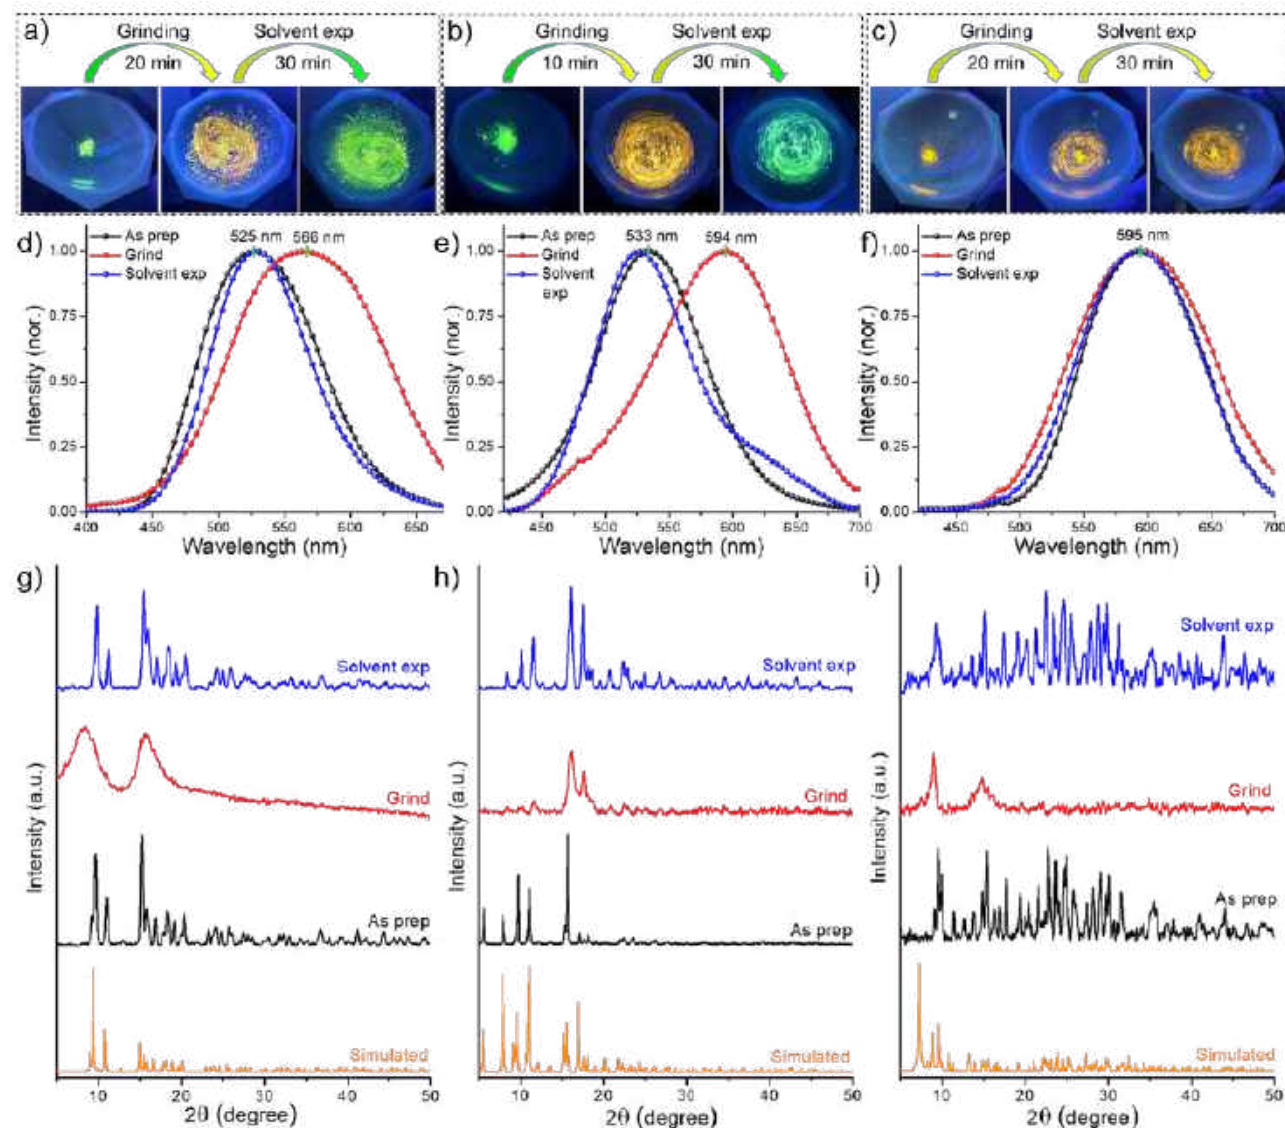 a) Grinding Solvent exp
20 min 30 min
b) Grinding Solvent exp
10 min 30 min
c) Grinding Solvent exp
20 min 30 min
d) As prep 525 nm 566 nm
Grind
Solvent exp
1.00
0.75
0.50
0.25
0.00
Intensity (nor.)
400 450 500 550 600 650
Wavelength (nm)
e) As prep 533 nm 594 nm
Grind
Solvent
exp
1.00
0.75
0.50
0.25
0.00
Intensity (nor.)
450 500 550 600 650 700
Wavelength (nm)
f) As prep 595 nm
Grind
Solvent exp
1.00
0.75
0.50
0.25
0.00
Intensity (nor.)
450 500 550 600 650 700
Wavelength (nm)
g)
Solvent exp
Grind
As prep
Simulated
Intensity (a.u.)
10 20 30 40 50
2θ (degree)
h)
Solvent exp
Grind
As prep
Simulated
Intensity (a.u.)
10 20 30 40 50
2θ (degree)
i)
Solvent exp
Grind
As prep
Simulated
Intensity (a.u.)
10 20 30 40 50
2θ (degree)